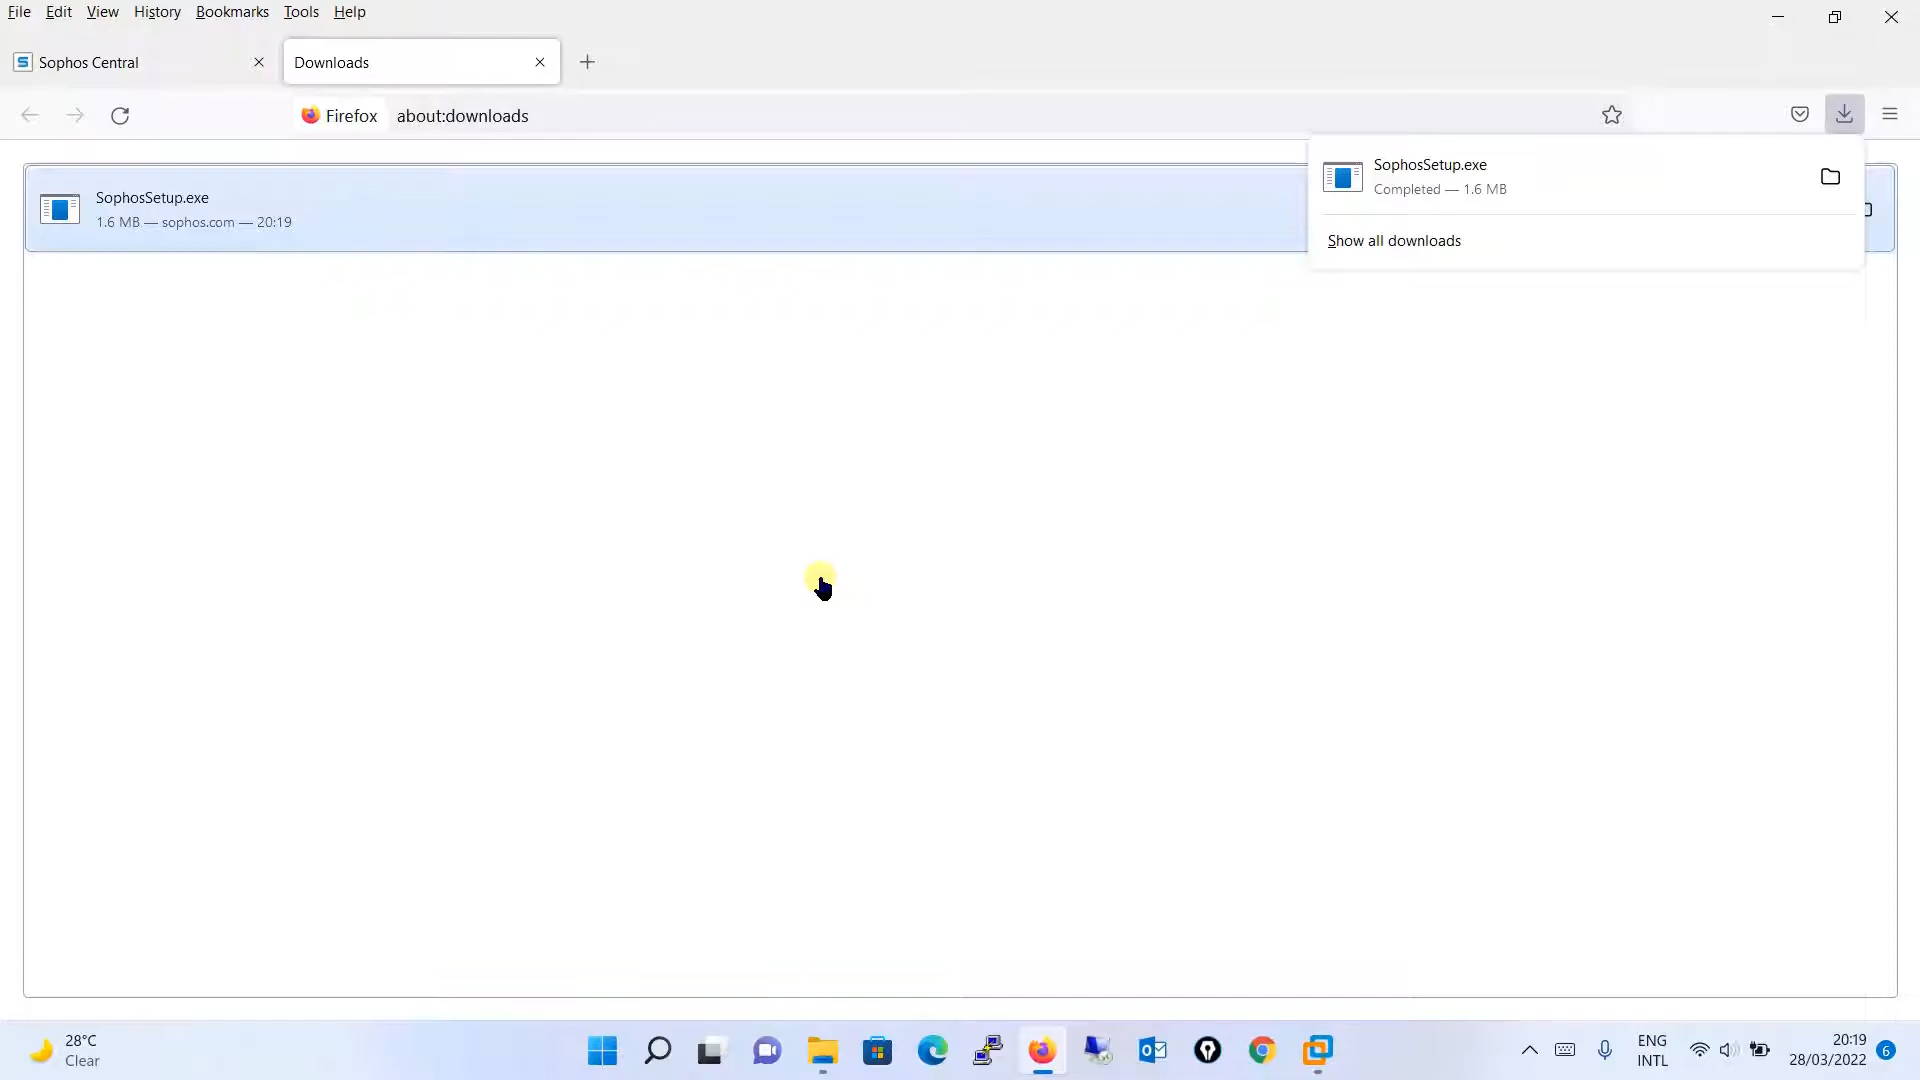 File Edit View History Bookmarks Tools Help
Sophos Central
Downloads
Firefox about:downloads
SophosSetup.exe
1.6 MB — sophos.com — 20:19
SophosSetup.exe
Completed — 1.6 MB
Show all downloads
28°C
Clear
ENG
INTL
20:19
28/03/2022
6